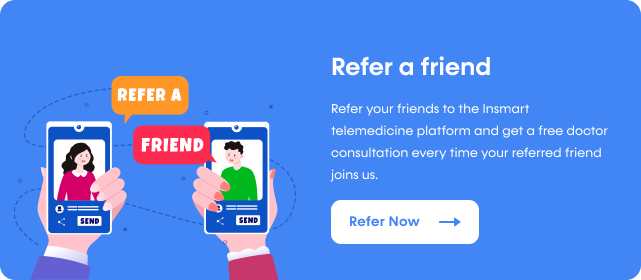 REFER A
FRIEND
SEND
SEND
Refer a friend
Refer your friends to the Insmart
telemedicine platform and get a free doctor
consultation every time your referred friend
joins us.
Refer Now